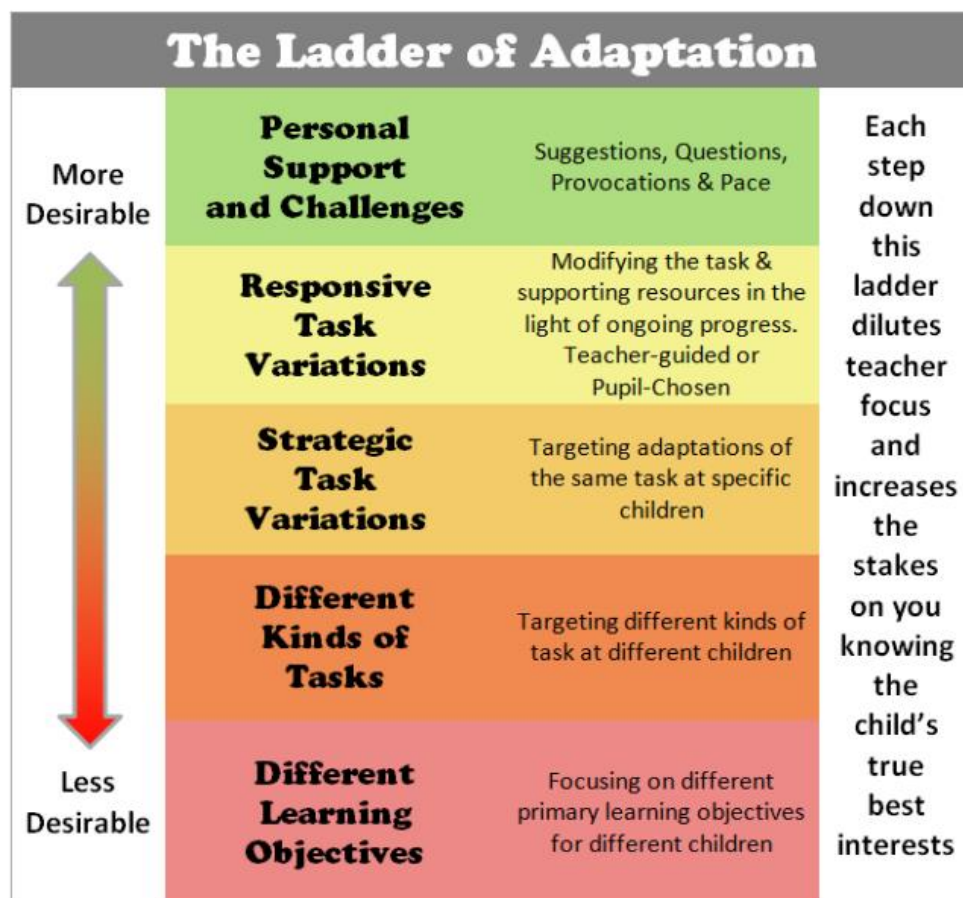 The Ladder of Adaptation
More
Desirable
Less
Desirable
Personal
Support
and Challenges
Suggestions, Questions,
Provocations & Pace
Responsive
Task
Variations
Modifying the task &
supporting resources in the
light of ongoing progress.
Teacher-guided or
Pupil-Chosen
Strategic
Task
Variations
Targeting adaptations of
the same task at specific
children
Different
Kinds of
Tasks
Targeting different kinds of
task at different children
Different
Learning
Objectives
Focusing on different
primary learning objectives
for different children
Each
step
down
this
ladder
dilutes
teacher
focus
and
increases
the
stakes
on you
knowing
the
child's
true
best
interests